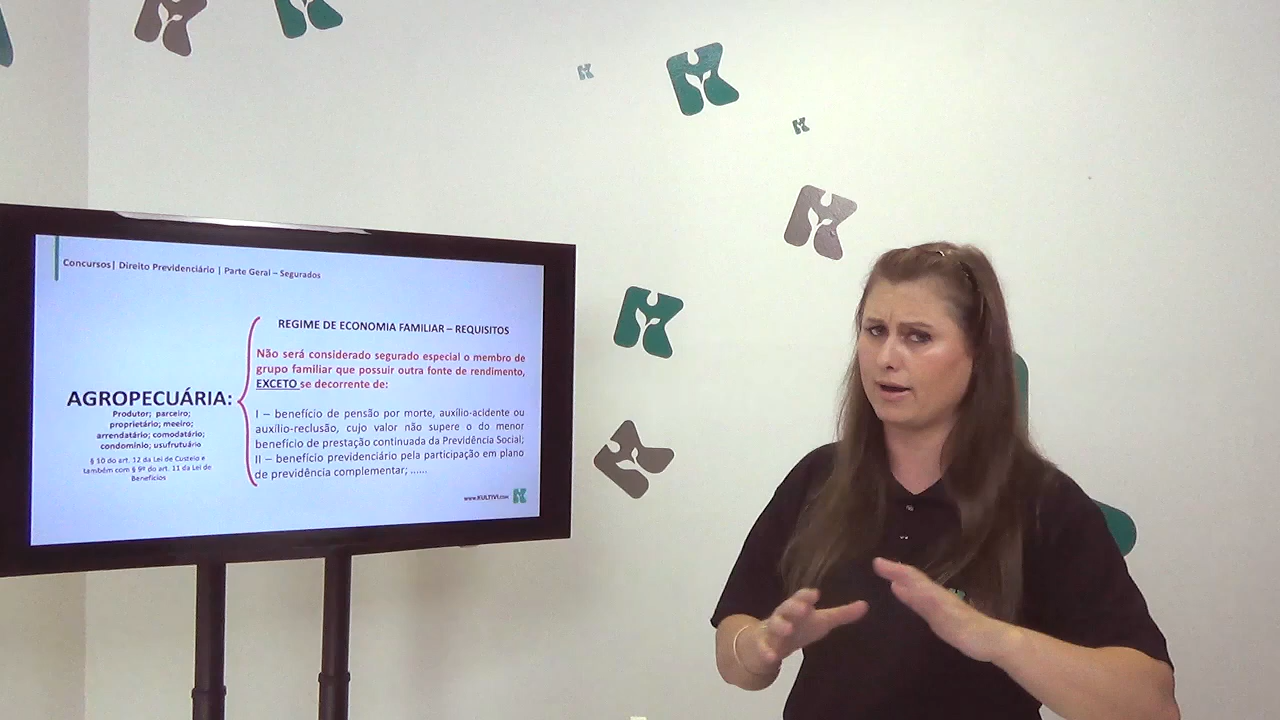 Concursos| Direito Previdenciário | Parte Geral – Segurados
REGIME DE ECONOMIA FAMILIAR – REQUISITOS
Não será considerado segurado especial o membro de
grupo familiar que possuir outra fonte de rendimento,
EXCETO se decorrente de:
AGROPECUÁRIA:
Produtor; parceiro;
proprietário; meeiro;
arrendatário; comodatário;
condomínio; usufrutuário
§ 10 do art. 12 da Lei de Custeio e
também com § 9º do art. 11 da Lei de
Benefícios
I – benefício de pensão por morte, auxílio-acidente ou
auxílio-reclusão, cujo valor não supere o do menor
benefício de prestação continuada da Previdência Social;
II – benefício previdenciário pela participação em plano
de previdência complementar; ......
www.KULTIVI.com